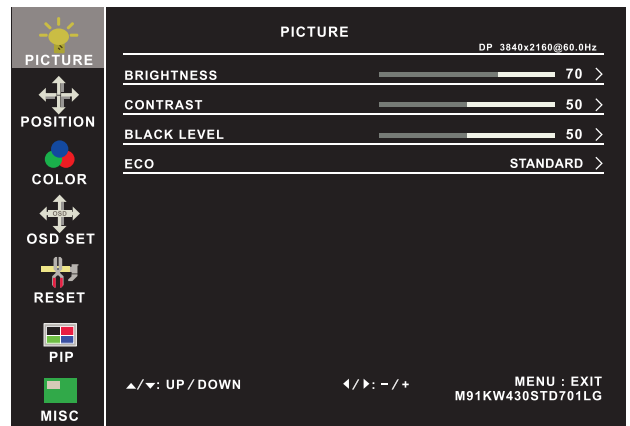 PICTURE
POSITION
COLOR
OSD
OSD SET
RESET
PIP
MISC
PICTURE
DP 3840x2160@60.0Hz
BRIGHTNESS 70 >
CONTRAST 50 >
BLACK LEVEL 50 >
ECO STANDARD >
▲/▼: UP / DOWN ◀/▶: – / + MENU : EXIT
M91KW430STD701LG